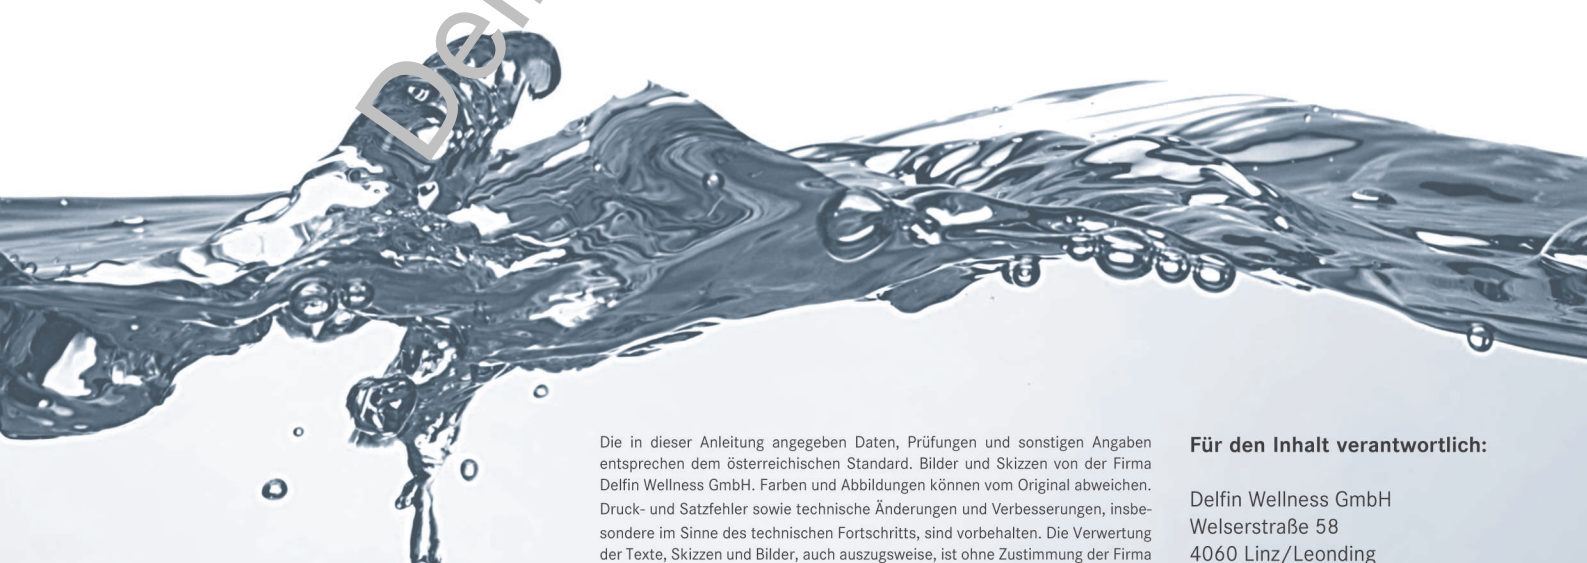 Die in dieser Anleitung angegeben Daten, Prüfungen und sonstigen Angaben
entsprechen dem österreichischen Standard. Bilder und Skizzen von der Firma
Delfin Wellness GmbH. Farben und Abbildungen können vom Original abweichen.
Druck- und Satzfehler sowie technische Änderungen und Verbesserungen, insbe-
sondere im Sinne des technischen Fortschritts, sind vorbehalten. Die Verwertung
der Texte, Skizzen und Bilder, auch auszugsweise, ist ohne Zustimmung der Firma
Für den Inhalt verantwortlich:
Delfin Wellness GmbH
Welserstraße 58
4060 Linz/Leonding